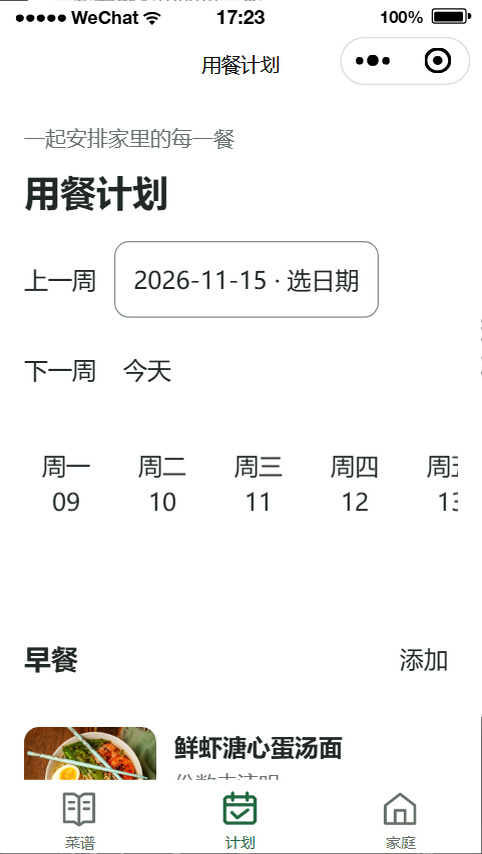 WeChat 17:23 100%
用餐计划
一起安排家里的每一餐
用餐计划
上一周 2026-11-15 · 选日期
下一周 今天
周一 周二 周三 周四
09 10 11 12 13
早餐 添加
鲜虾溏心蛋汤面
菜谱 计划 家庭